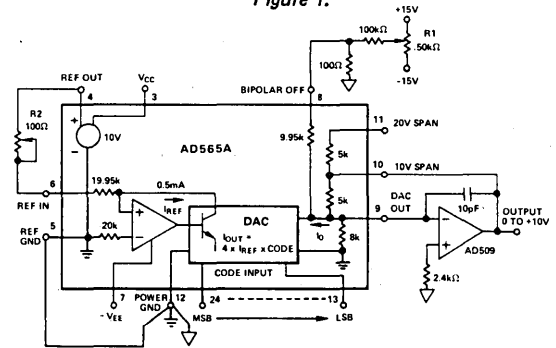 Figure 1.
+15V
100kΩ
R1
50kΩ
100Ω
-15V
REF OUT
VCC
4
3
BIPOLAR OFF
8
R2
100Ω
+
10V
-
AD565A
9.95k
11
20V SPAN
5k
10
10V SPAN
5k
6
REF IN
19.95k
0.5mA
IREF
DAC
IOUT =
4 x IREF x CODE
IO
8k
9
DAC
OUT
10pF
OUTPUT
0 TO +10V
AD509
2.4kΩ
REF
GND
5
20k
+
-
-
+
CODE INPUT
7
- VEE
POWER
GND
12
24
MSB
13
LSB